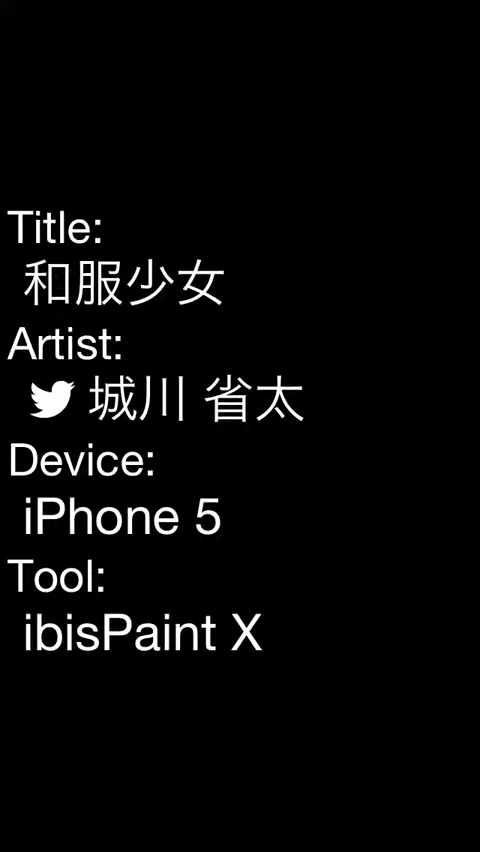 Title:
和服少女
Artist:
城川 省太
Device:
iPhone 5
Tool:
ibisPaint X